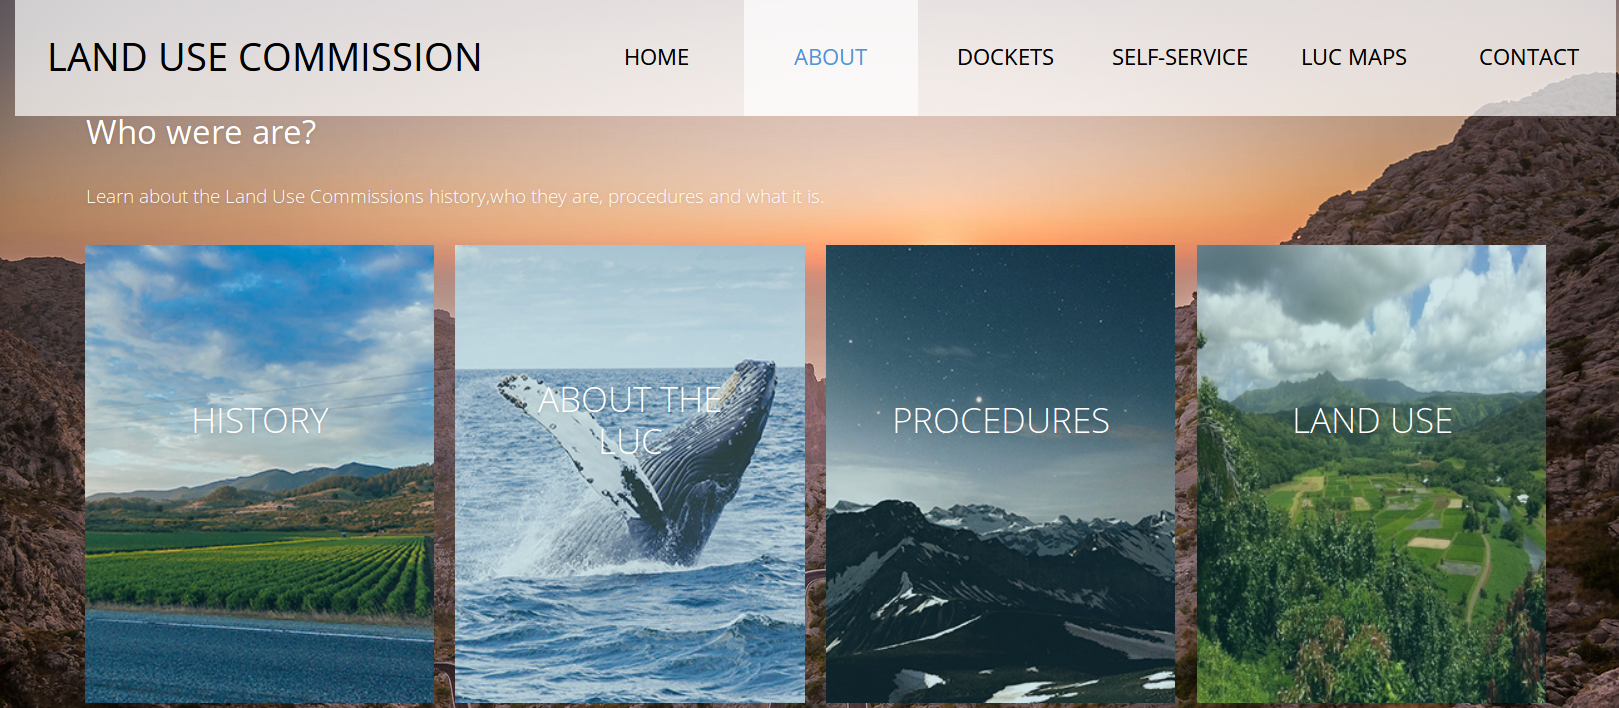 LAND USE COMMISSION
HOME
ABOUT
DOCKETS
SELF-SERVICE
LUC MAPS
CONTACT
Who were are?
Learn about the Land Use Commissions history,who they are, procedures and what it is.
HISTORY
ABOUT THE
LUC
PROCEDURES
LAND USE